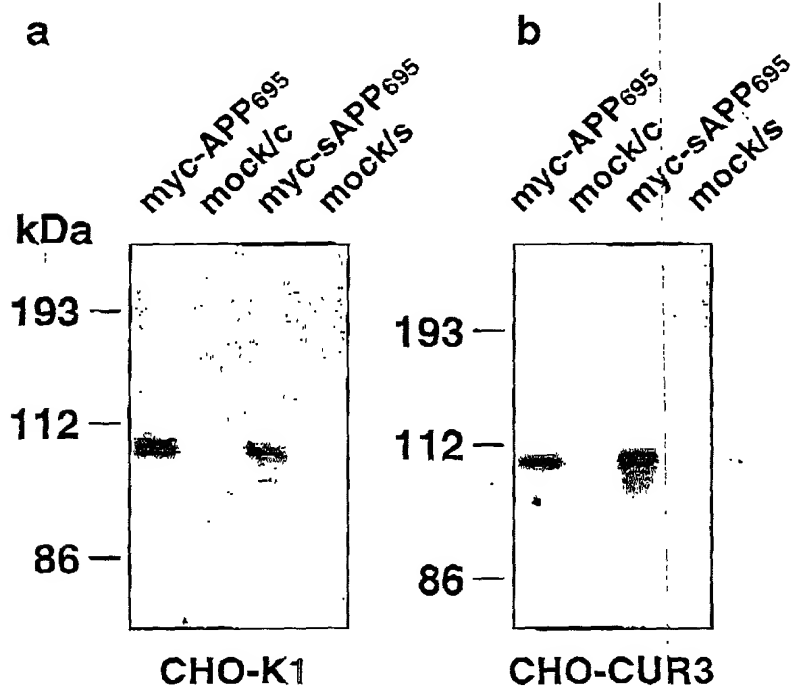 a
myc-APP695
mock/c
myc-sAPP695
mock/s
kDa
193
112
86
CHO-K1
b
myc-APP695
mock/c
myc-sAPP695
mock/s
193
112
86
CHO-CUR3